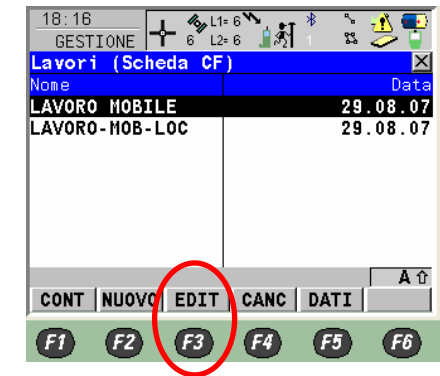 18:16
GESTIONE
6 L1= 6
L2= 6
1
Lavori (Scheda CF)
Nome Data
LAVORO MOBILE 29.08.07
LAVORO-MOB-LOC 29.08.07
A
CONT NUOVO EDIT CANC DATI
F1 F2 F3 F4 F5 F6